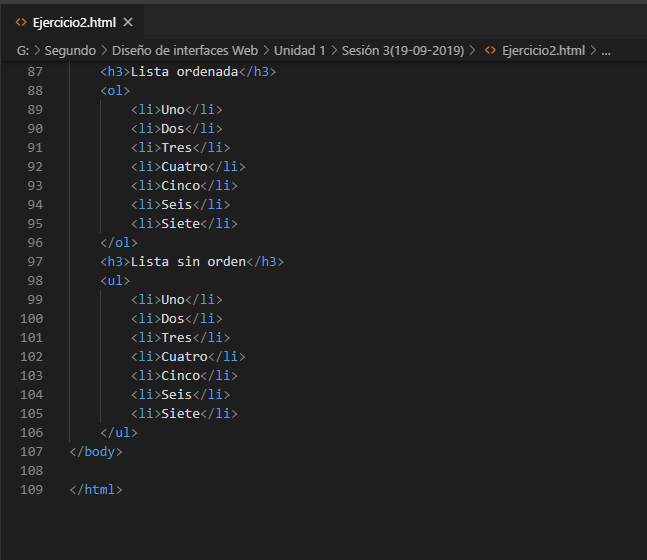 Ejercicio2.html
G: > Segundo > Diseño de interfaces Web > Unidad 1 > Sesión 3(19-09-2019) > Ejercicio2.html > ...
87 <h3>Lista ordenada</h3>
88 <ol>
89 <li>Uno</li>
90 <li>Dos</li>
91 <li>Tres</li>
92 <li>Cuatro</li>
93 <li>Cinco</li>
94 <li>Seis</li>
95 <li>Siete</li>
96 </ol>
97 <h3>Lista sin orden</h3>
98 <ul>
99 <li>Uno</li>
100 <li>Dos</li>
101 <li>Tres</li>
102 <li>Cuatro</li>
103 <li>Cinco</li>
104 <li>Seis</li>
105 <li>Siete</li>
106 </ul>
107 </body>
108
109 </html>